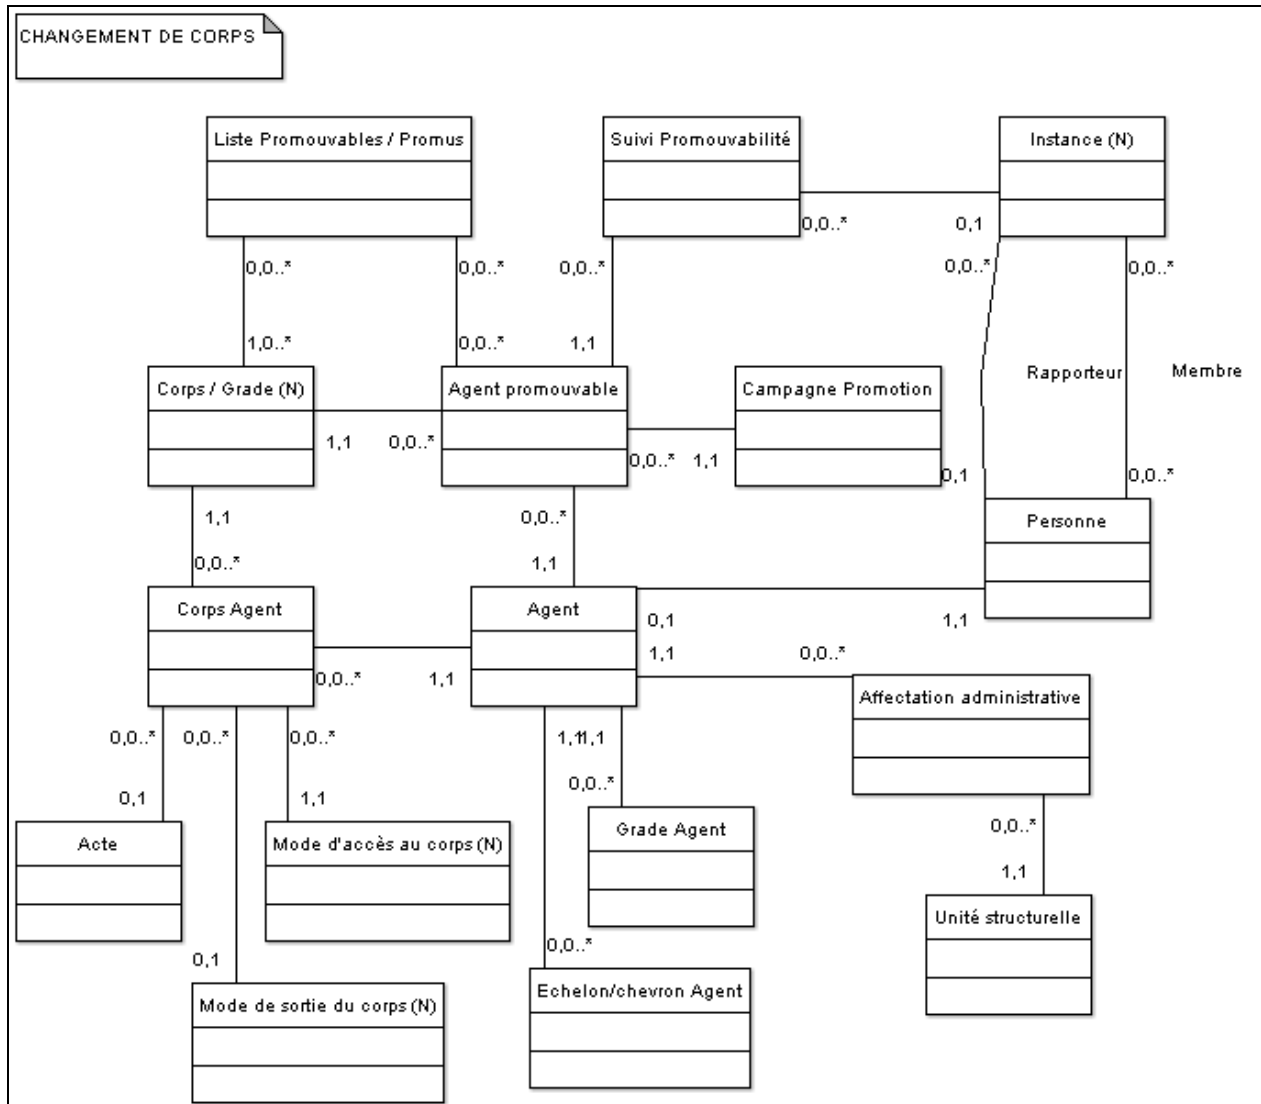 CHANGEMENT DE CORPS
Liste Promouvables / Promus
Suivi Promouvabilité
Instance (N)
0,0..*
0,1
0,0..*
0,0..*
0,0..*
0,0..*
0,0..*
1,0..*
0,0..*
1,1
Rapporteur
Membre
Corps / Grade (N)
Agent promouvable
Campagne Promotion
1,1
0,0..*
0,0..*
1,1
0,1
0,0..*
1,1
0,0..*
Personne
0,0..*
1,1
Corps Agent
Agent
0,1
1,1
1,1
0,0..*
0,0..*
1,1
Affectation administrative
0,0..*
0,0..*
0,0..*
1,1
1,1
0,0..*
0,1
1,1
0,0..*
1,1
Acte
Mode d'accès au corps (N)
Grade Agent
Unité structurelle
0,1
0,0..*
Mode de sortie du corps (N)
Echelon/chevron Agent